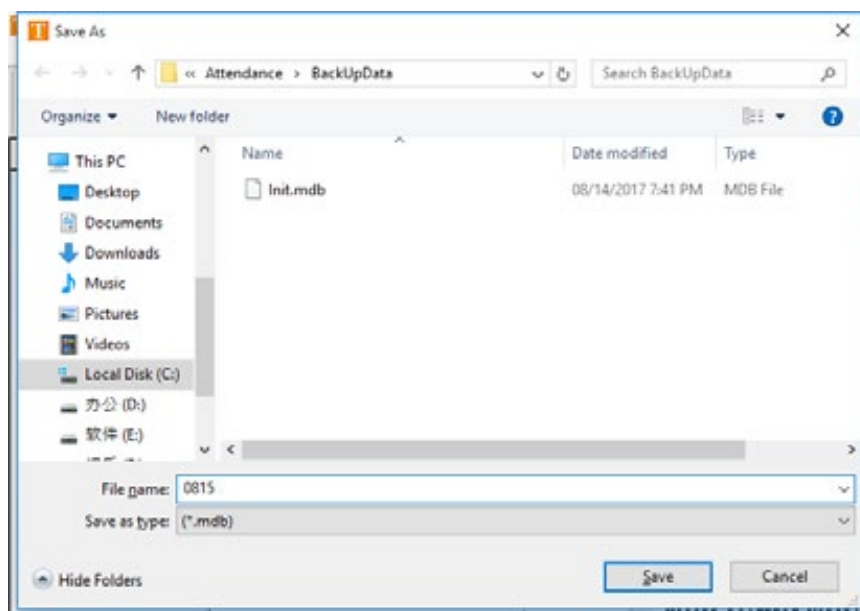 T Save As
« Attendance › BackUpData
Search BackUpData
Organize
New folder
This PC
Desktop
Documents
Downloads
Music
Pictures
Videos
Local Disk (C:)
办公 (D:)
软件 (E:)
Name
Date modified
Type
Init.mdb
08/14/2017 7:41 PM
MDB File
File name: 0815
Save as type: (*.mdb)
Hide Folders
Save
Cancel